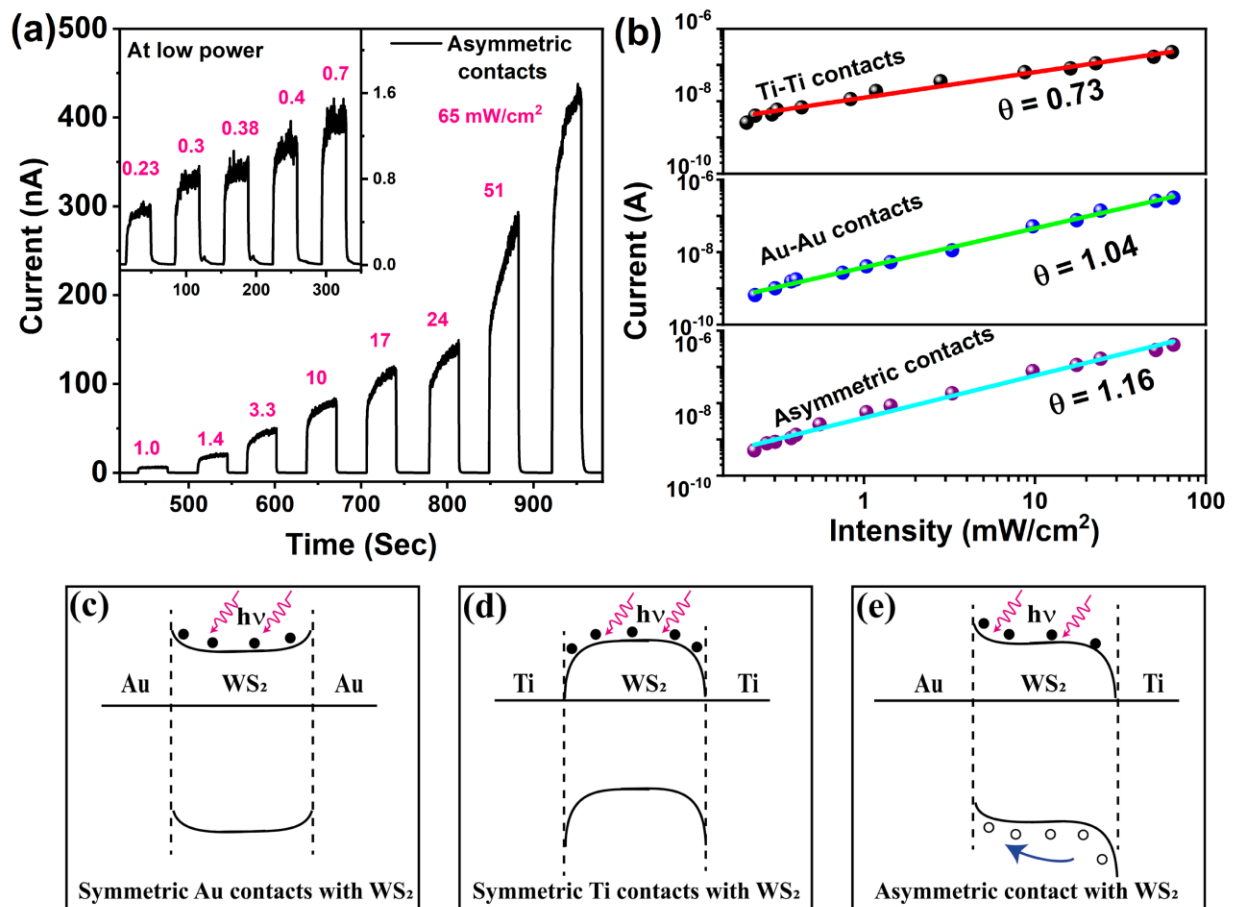 (a)
At low power
Asymmetric
contacts
0.23
0.3
0.38
0.4
0.7
1.6
0.8
0.0
100
200
300
65 mW/cm²
51
24
17
10
3.3
1.4
1.0
500
400
300
200
100
0
Current (nA)
500
600
700
800
900
Time (Sec)
(b)
10⁻⁶
10⁻⁸
10⁻¹⁰
Ti-Ti contacts
θ = 0.73
10⁻⁶
10⁻⁸
10⁻¹⁰
Au-Au contacts
θ = 1.04
10⁻⁶
10⁻⁸
10⁻¹⁰
Asymmetric contacts
θ = 1.16
Current (A)
1
10
100
Intensity (mW/cm²)
(c)
hν
Au
WS₂
Au
Symmetric Au contacts with WS₂
(d)
hν
Ti
WS₂
Ti
Symmetric Ti contacts with WS₂
(e)
hν
Au
WS₂
Ti
Asymmetric contact with WS₂